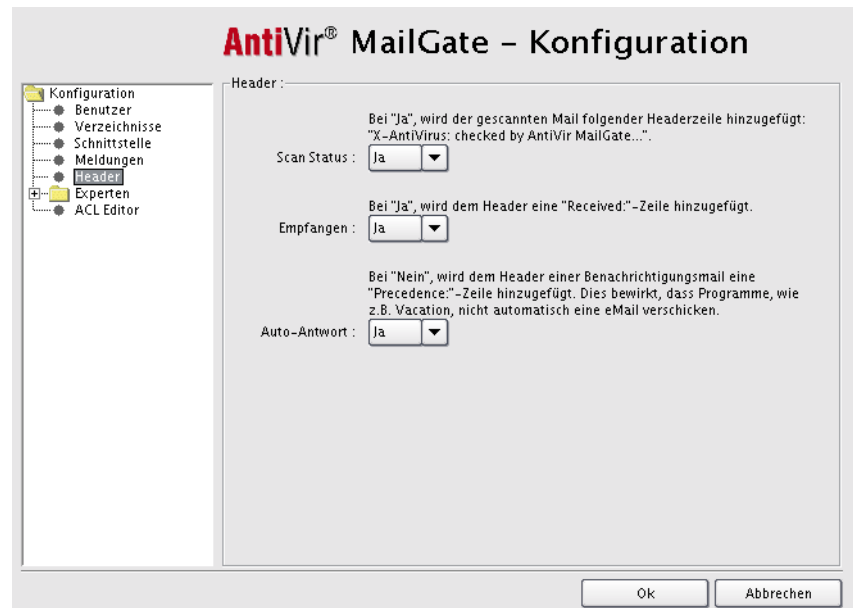 AntiVir® MailGate – Konfiguration
Konfiguration
Benutzer
Verzeichnisse
Schnittstelle
Meldungen
Header
Experten
ACL Editor
Header :
Bei "Ja", wird der gescannten Mail folgender Headerzeile hinzugefügt:
"X-AntiVirus: checked by AntiVir MailGate...".
Scan Status : Ja
Bei "Ja", wird dem Header eine "Received:"-Zeile hinzugefügt.
Empfangen : Ja
Bei "Nein", wird dem Header einer Benachrichtigungsmail eine
"Precedence:"-Zeile hinzugefügt. Dies bewirkt, dass Programme, wie
z.B. Vacation, nicht automatisch eine eMail verschicken.
Auto-Antwort : Ja
Ok Abbrechen